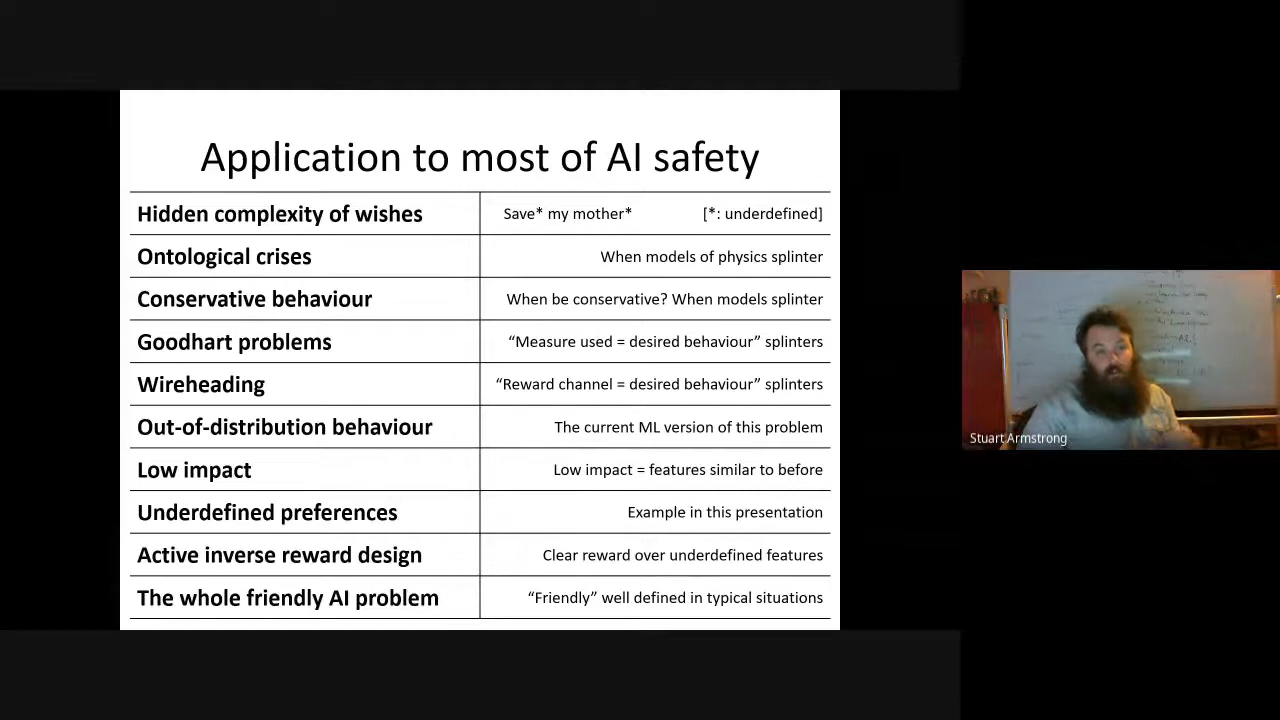 Application to most of AI safety
Hidden complexity of wishes Save* my mother* [*: underdefined]
Ontological crises When models of physics splinter
Conservative behaviour When be conservative? When models splinter
Goodhart problems “Measure used = desired behaviour” splinters
Wireheading “Reward channel = desired behaviour” splinters
Out-of-distribution behaviour The current ML version of this problem
Low impact Low impact = features similar to before
Underdefined preferences Example in this presentation
Active inverse reward design Clear reward over underdefined features
The whole friendly AI problem “Friendly” well defined in typical situations
Stuart Armstrong